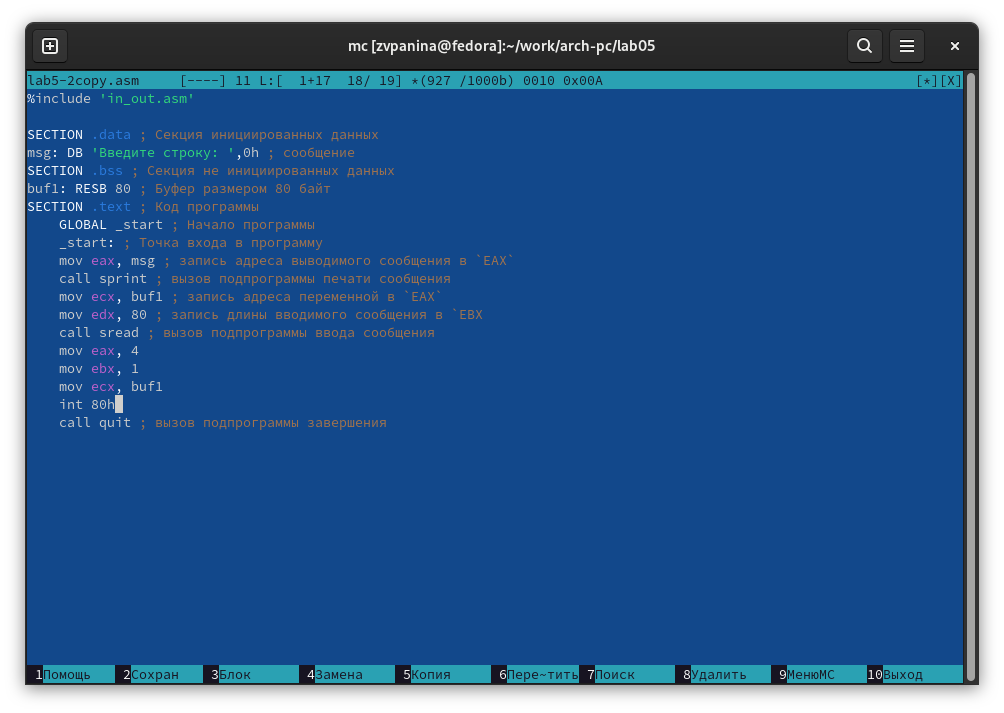 mc [zvpanina@fedora]:~/work/arch-pc/lab05
lab5-2copy.asm [----] 11 L:[ 1+17 18/ 19] *(927 /1000b) 0010 0x00A [*][X]
%include 'in_out.asm'
SECTION .data ; Секция инициированных данных
msg: DB 'Введите строку: ',0h ; сообщение
SECTION .bss ; Секция не инициированных данных
buf1: RESB 80 ; Буфер размером 80 байт
SECTION .text ; Код программы
GLOBAL _start ; Начало программы
_start: ; Точка входа в программу
mov eax, msg ; запись адреса выводимого сообщения в `EAX`
call sprint ; вызов подпрограммы печати сообщения
mov ecx, buf1 ; запись адреса переменной в `EAX`
mov edx, 80 ; запись длины вводимого сообщения в `EBX
call sread ; вызов подпрограммы ввода сообщения
mov eax, 4
mov ebx, 1
mov ecx, buf1
int 80h
call quit ; вызов подпрограммы завершения
1Помощь 2Сохран 3Блок 4Замена 5Копия 6Пере~тить 7Поиск 8Удалить 9МенюMC 10Выход